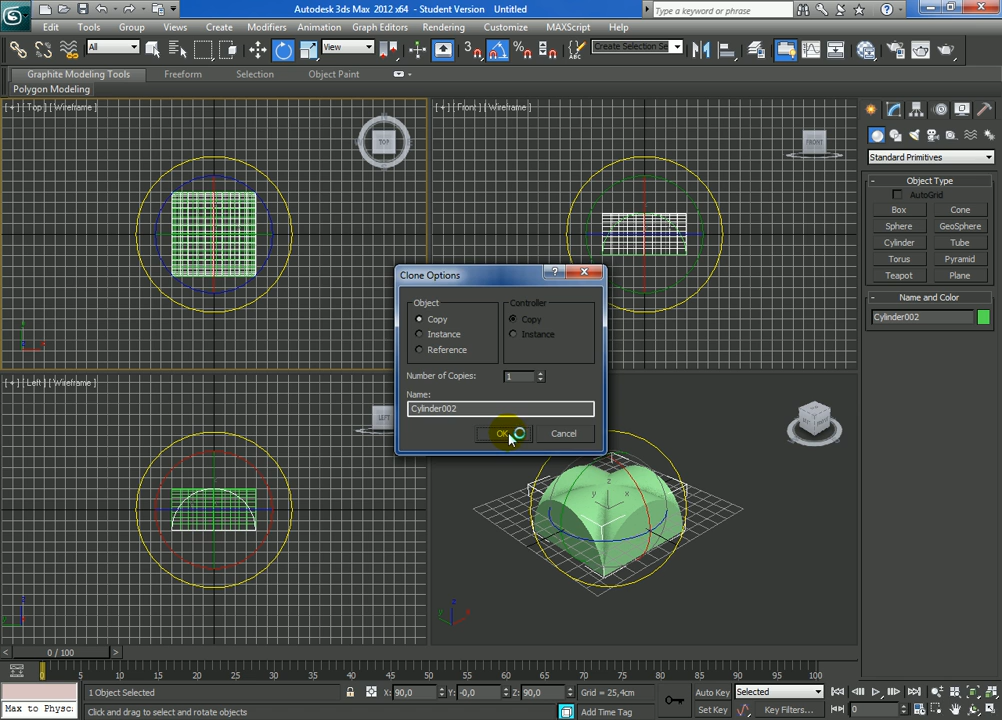 Autodesk 3ds Max 2012 x64 - Student Version Untitled
Type a keyword or phrase
Edit Tools Group Views Create Modifiers Animation Graph Editors Rendering Customize MAXScript Help
All View 3 Create Selection Se
Graphite Modeling Tools Freeform Selection Object Paint
Polygon Modeling
[ + ] [ Top ] [ Wireframe ]
[ + ] [ Front ] [ Wireframe ]
TOP
FRONT
Standard Primitives
- Object Type
AutoGrid
Box Cone
Sphere GeoSphere
Cylinder Tube
Torus Pyramid
Teapot Plane
- Name and Color
Cylinder002
Clone Options
Object Controller
Copy Copy
Instance Instance
Reference
Number of Copies: 1
Name:
Cylinder002
OK Cancel
[ + ] [ Left ] [ Wireframe ]
LEFT
z
y x
z
y x
< 0 / 100 >
0 5 10 15 20 25 30 35 40 45 50 55 60 65 70 75 80 85 90 95 100
1 Object Selected X: 90,0 Y: -0,0 Z: 90,0 Grid = 25,4cm Auto Key Selected
Max to Physc: Click and drag to select and rotate objects Add Time Tag Set Key Key Filters... 0